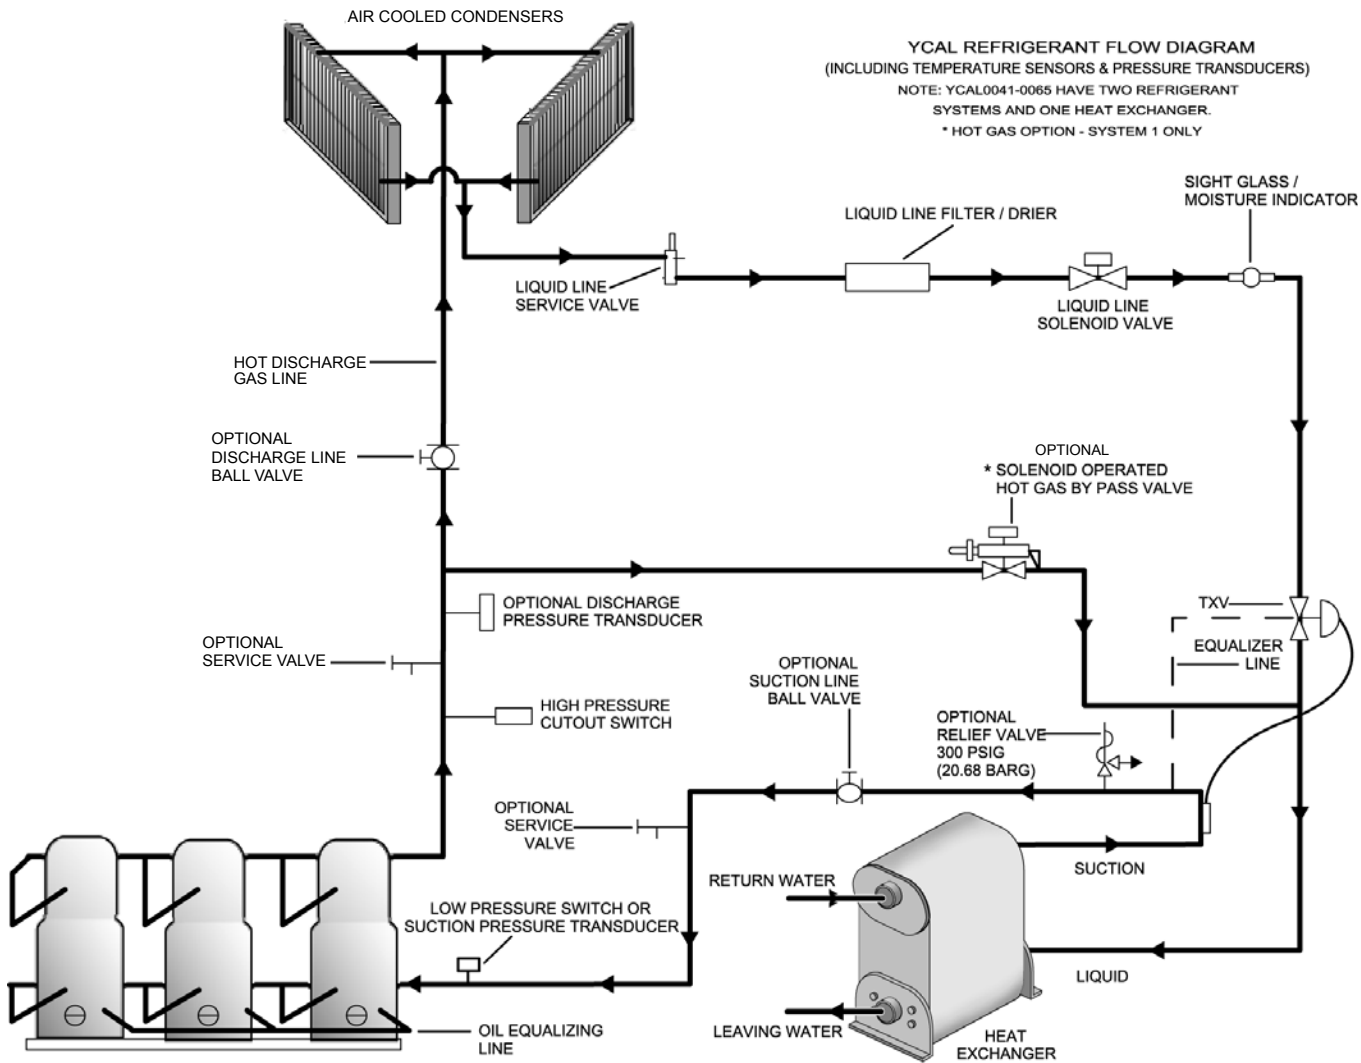 AIR COOLED CONDENSERS
YCAL REFRIGERANT FLOW DIAGRAM
(INCLUDING TEMPERATURE SENSORS & PRESSURE TRANSDUCERS)
NOTE: YCAL0041-0065 HAVE TWO REFRIGERANT
SYSTEMS AND ONE HEAT EXCHANGER.
* HOT GAS OPTION - SYSTEM 1 ONLY
SIGHT GLASS /
MOISTURE INDICATOR
LIQUID LINE FILTER / DRIER
LIQUID LINE
SERVICE VALVE
LIQUID LINE
SOLENOID VALVE
HOT DISCHARGE
GAS LINE
OPTIONAL
DISCHARGE LINE
BALL VALVE
OPTIONAL
* SOLENOID OPERATED
HOT GAS BY PASS VALVE
OPTIONAL DISCHARGE
PRESSURE TRANSDUCER
TXV
OPTIONAL
SERVICE VALVE
EQUALIZER
LINE
OPTIONAL
SUCTION LINE
BALL VALVE
HIGH PRESSURE
CUTOUT SWITCH
OPTIONAL
RELIEF VALVE
300 PSIG
(20.68 BARG)
OPTIONAL
SERVICE
VALVE
SUCTION
RETURN WATER
LOW PRESSURE SWITCH OR
SUCTION PRESSURE TRANSDUCER
LIQUID
LEAVING WATER
OIL EQUALIZING
LINE
HEAT
EXCHANGER